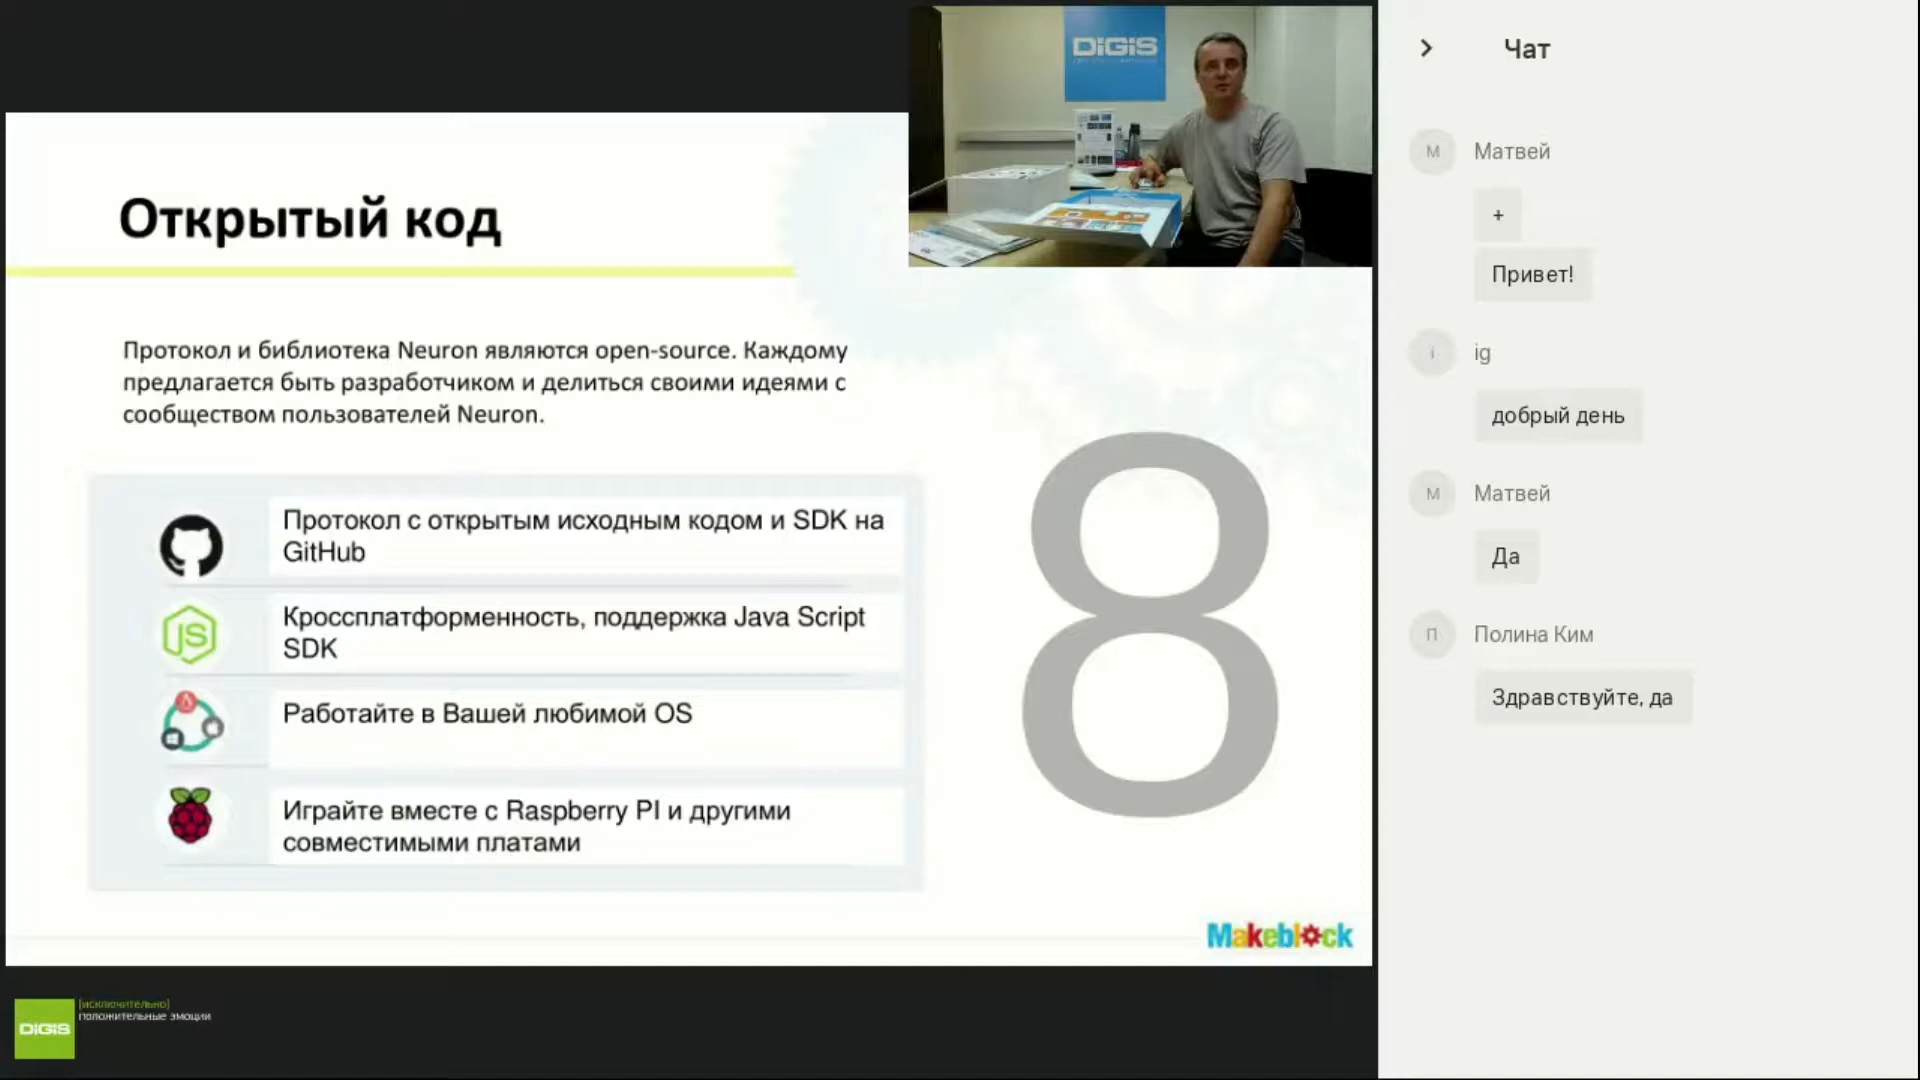 DIGIS
Открытый код
Протокол и библиотека Neuron являются open-source. Каждому
предлагается быть разработчиком и делиться своими идеями с
сообществом пользователей Neuron.
Протокол с открытым исходным кодом и SDK на
GitHub
JS
Кроссплатформенность, поддержка Java Script
SDK
Работайте в Вашей любимой OS
Играйте вместе с Raspberry PI и другими
совместимыми платами
8
Makeblock
DIGIS
[исключительно]
положительные эмоции
Чат
М
Матвей
+
Привет!
i
ig
добрый день
М
Матвей
Да
П
Полина Ким
Здравствуйте, да